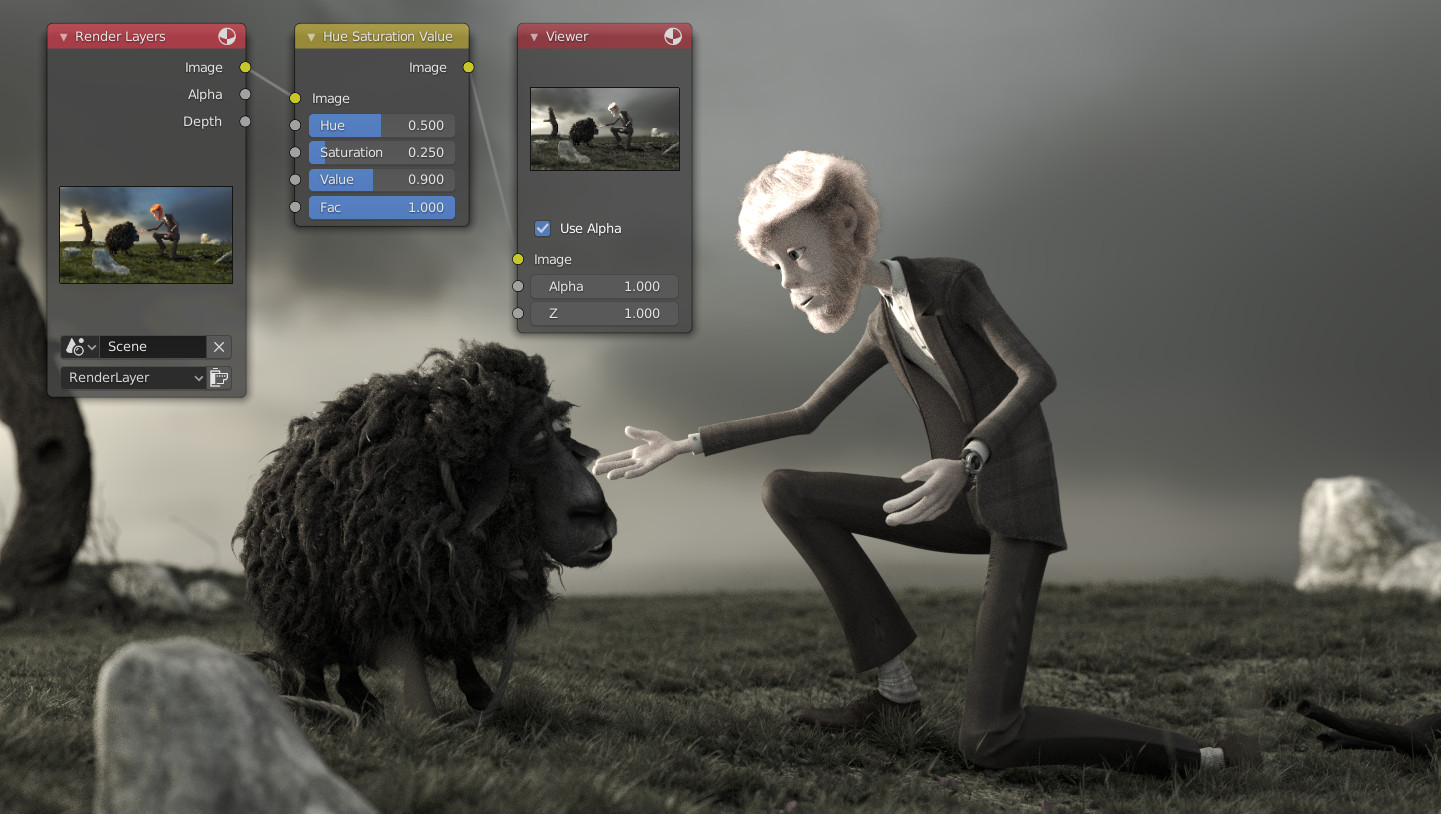 Render Layers
Image
Alpha
Depth
Scene
RenderLayer
Hue Saturation Value
Image
Image
Hue 0.500
Saturation 0.250
Value 0.900
Fac 1.000
Viewer
Use Alpha
Image
Alpha 1.000
Z 1.000